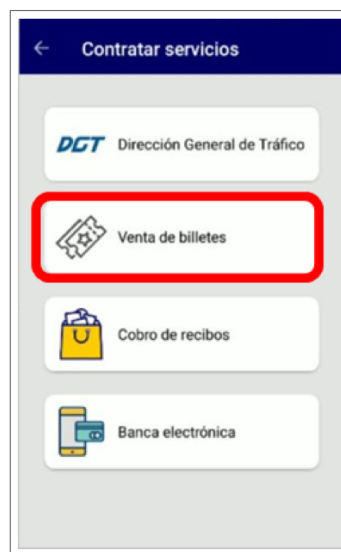 Contratar servicios
DGT Dirección General de Tráfico
Venta de billetes
Cobro de recibos
Banca electrónica